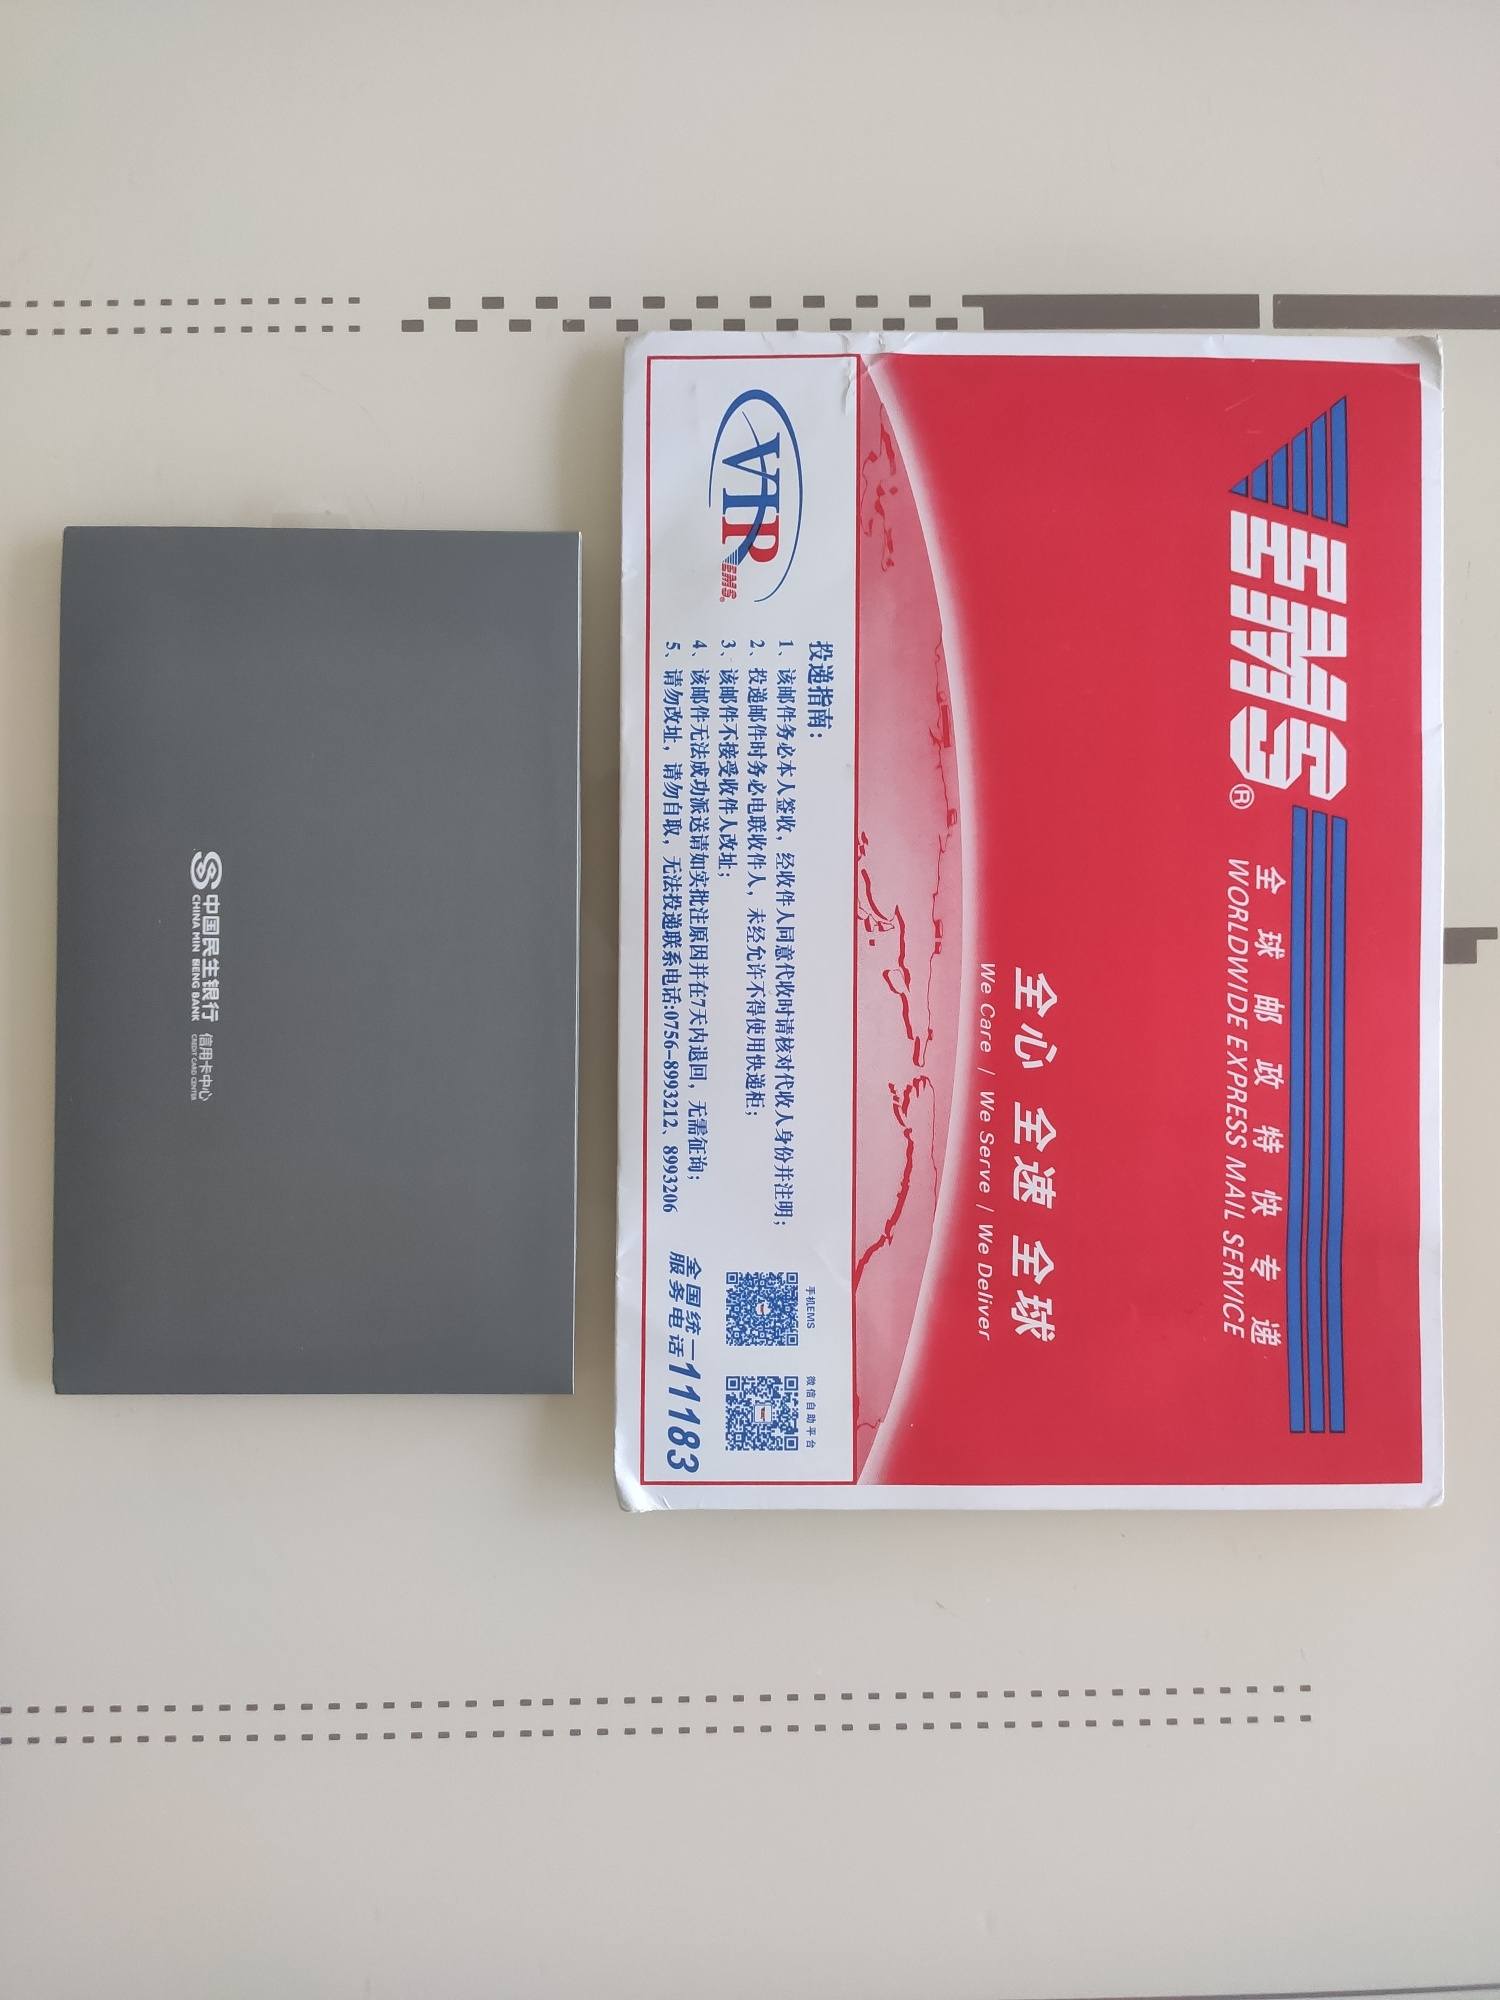 EMS®
全球邮政特快专递
WORLDWIDE EXPRESS MAIL SERVICE
全心 全速 全球
We Care / We Serve / We Deliver
VIP
EMS®
投递指南：
1、该邮件务必本人签收，经收件人同意代收时请核对代收人身份并注明；
2、投递邮件时务必电联收件人，未经允许不得使用快递柜；
3、该邮件不接受收件人改址；
4、该邮件无法成功派送请如实批注原因并在7天内退回，无需征询；
5、请勿改址，请勿自取，无法投递联系电话:0756-8993212、8993206
手机EMS
微信自助平台
全国统一
服务电话11183
中国民生银行 信用卡中心
CHINA MINSHENG BANK CREDIT CARD CENTER